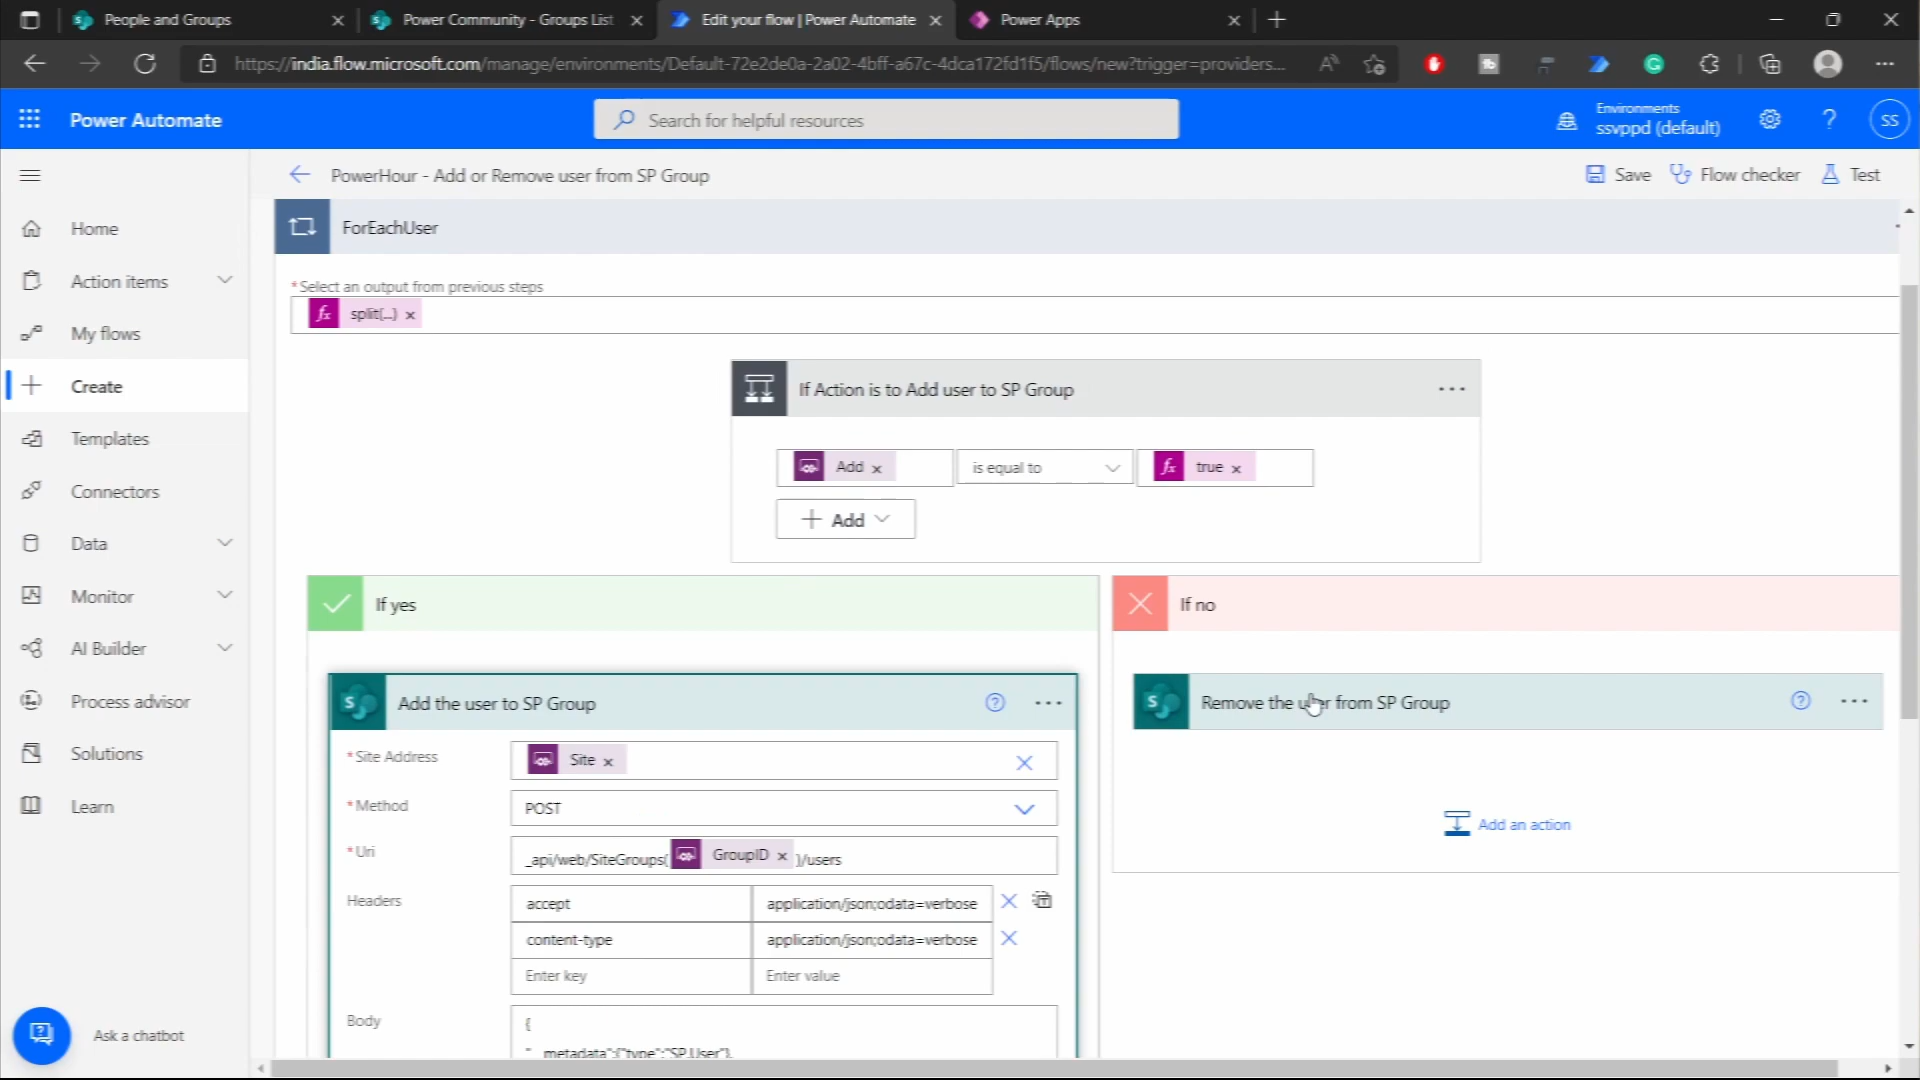 People and Groups
Power Community - Groups List
Edit your flow | Power Automate
Power Apps
https://india.flow.microsoft.com/manage/environments/Default-72e2de0a-2a02-4bff-a67c-4dca172fd1f5/flows/new?trigger=providers...
Power Automate
Search for helpful resources
Environments
ssvppd (default)
SS
PowerHour - Add or Remove user from SP Group
Save
Flow checker
Test
Home
Action items
My flows
Create
Templates
Connectors
Data
Monitor
AI Builder
Process advisor
Solutions
Learn
Ask a chatbot
ForEachUser
* Select an output from previous steps
fx split(...) ×
If Action is to Add user to SP Group
Add × is equal to fx true ×
+ Add
If yes
If no
Add the user to SP Group
Remove the user from SP Group
* Site Address
Site ×
* Method
POST
* Uri
_api/web/SiteGroups( GroupID × )/users
Headers
accept application/json;odata=verbose
content-type application/json;odata=verbose
Enter key Enter value
Body
{
"__metadata":{"type":"SP.User"},
Add an action